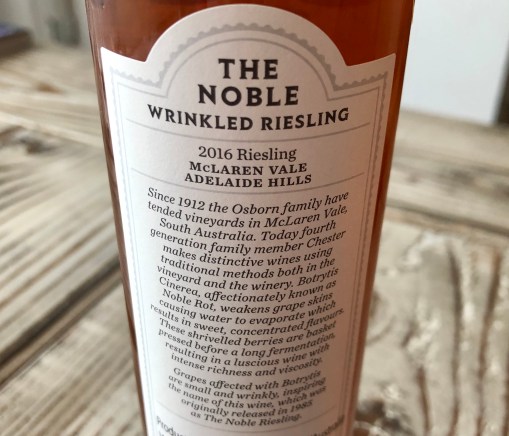 THE
NOBLE
WRINKLED RIESLING
2016 Riesling
McLAREN VALE
ADELAIDE HILLS
Since 1912 the Osborn family have
tended vineyards in McLaren Vale,
South Australia. Today fourth
generation family member Chester
makes distinctive wines using
traditional methods both in the
vineyard and the winery. Botrytis
Cinerea, affectionately known as
Noble Rot, weakens grape skins
causing water to evaporate which
results in sweet, concentrated flavours.
These shrivelled berries are basket
pressed before a long fermentation,
resulting in a luscious wine with
intense richness and viscosity.
Grapes affected with Botrytis
are small and wrinkly, inspiring
the name of this wine, which was
originally released in 1985
as The Noble Riesling.